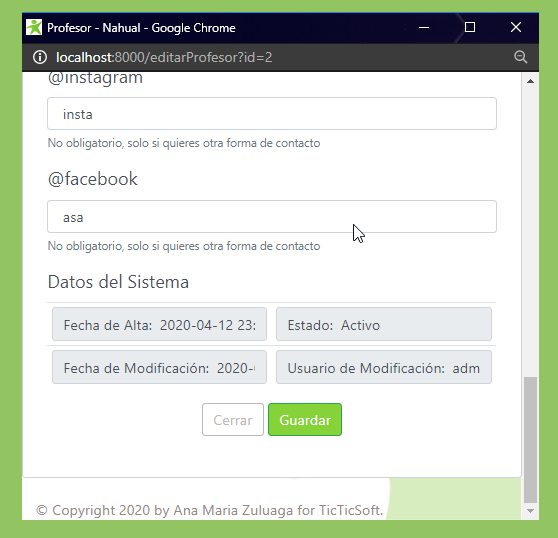 Profesor - Nahual - Google Chrome
localhost:8000/editarProfesor?id=2
@instagram
insta
No obligatorio, solo si quieres otra forma de contacto
@facebook
asa
No obligatorio, solo si quieres otra forma de contacto
Datos del Sistema
Fecha de Alta: 2020-04-12 23: Estado: Activo
Fecha de Modificación: 2020- Usuario de Modificación: adm
Cerrar Guardar
© Copyright 2020 by Ana Maria Zuluaga for TicTicSoft.